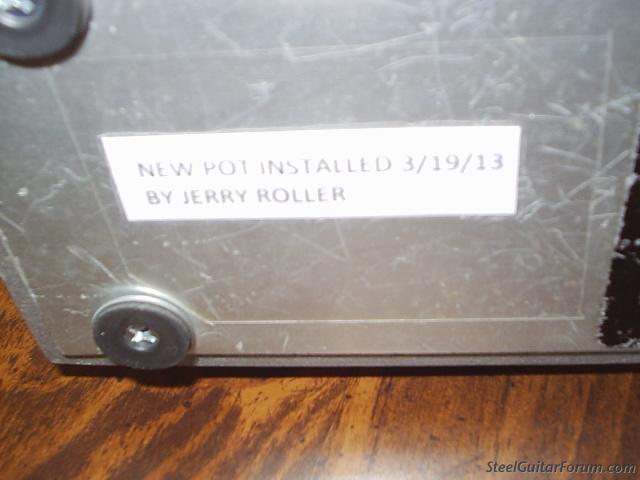 NEW POT INSTALLED 3/19/13
BY JERRY ROLLER
SteelGuitarForum.com